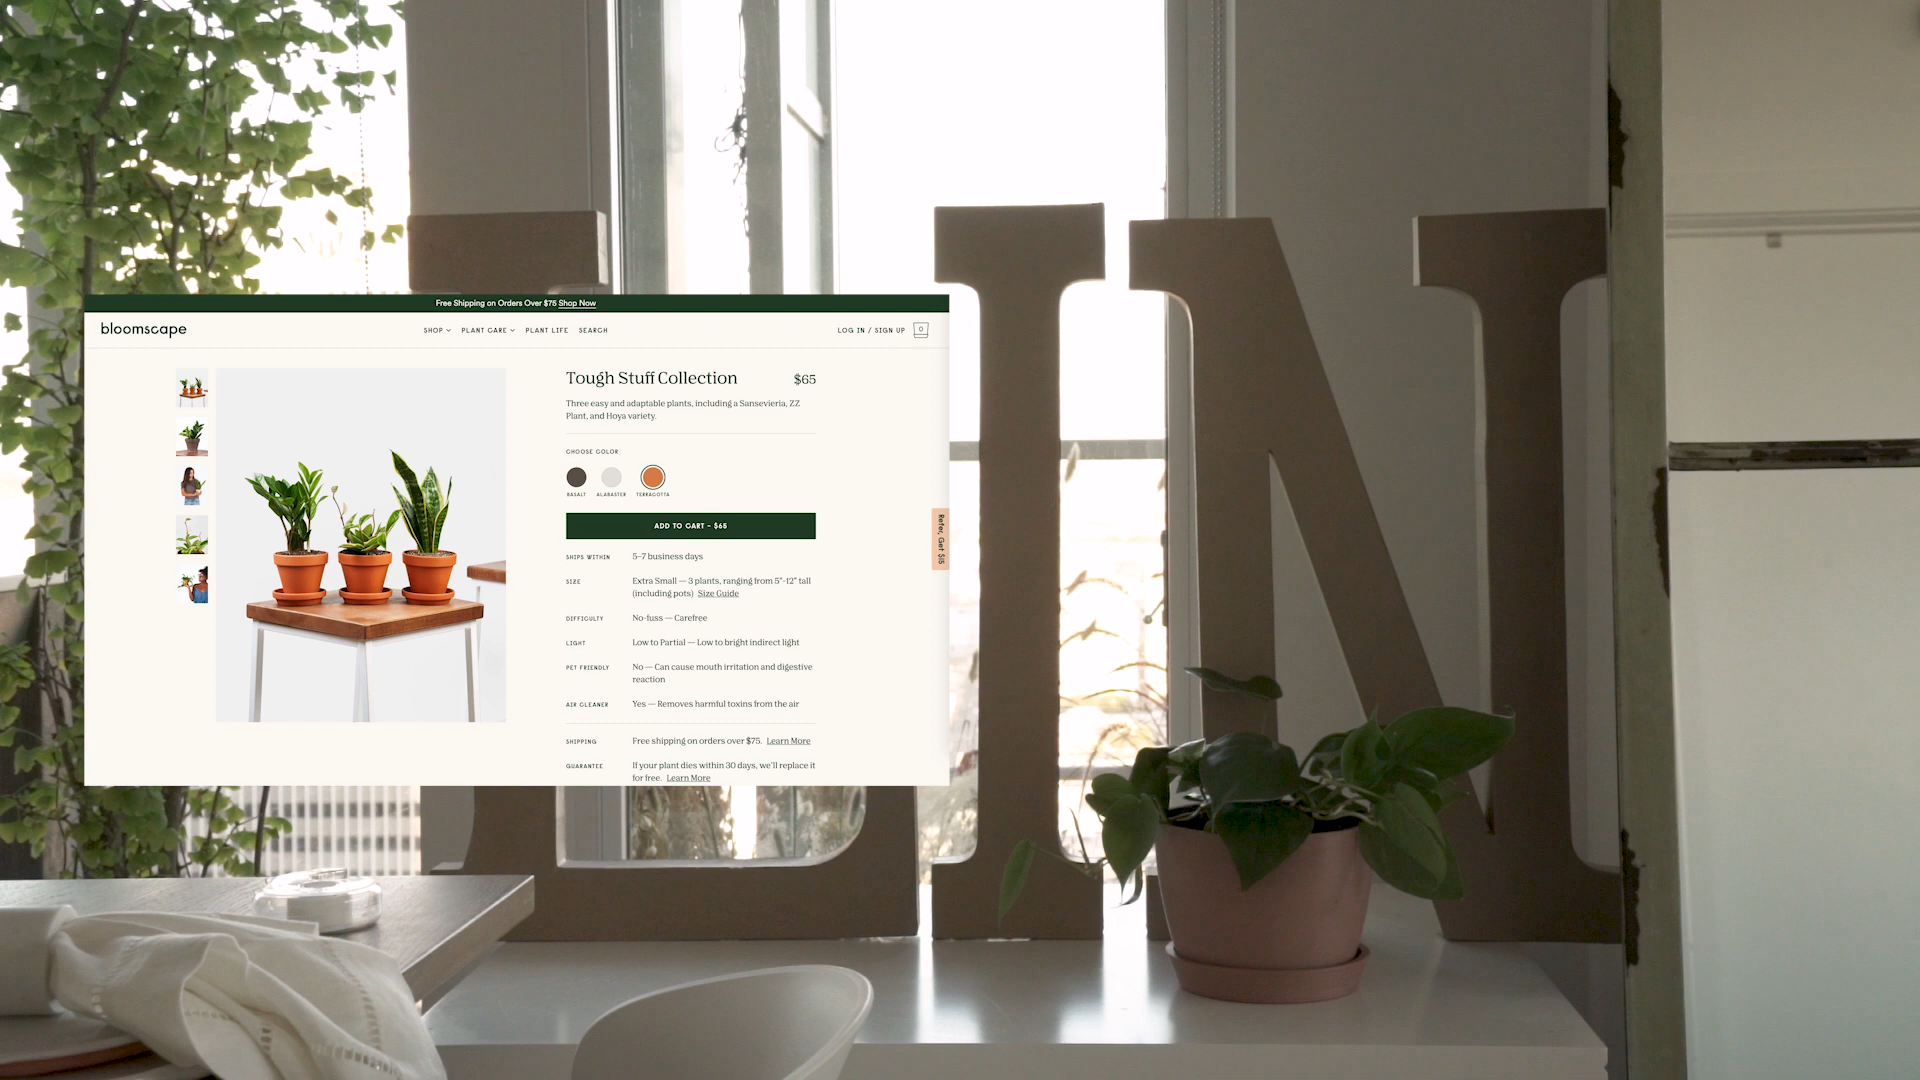 Free Shipping on Orders Over $75 Shop Now
bloomscape
SHOP PLANT CARE PLANT LIFE SEARCH
LOG IN / SIGN UP 0
Tough Stuff Collection $65
Three easy and adaptable plants, including a Sansevieria, ZZ
Plant, and Hoya variety.
CHOOSE COLOR
BASALT ALABASTER TERRACOTTA
ADD TO CART - $65
SHIPS WITHIN 5-7 business days
SIZE Extra Small — 3 plants, ranging from 5"-12" tall
(including pots) Size Guide
DIFFICULTY No-fuss — Carefree
LIGHT Low to Partial — Low to bright indirect light
PET FRIENDLY No — Can cause mouth irritation and digestive
reaction
AIR CLEANER Yes — Removes harmful toxins from the air
SHIPPING Free shipping on orders over $75. Learn More
GUARANTEE If your plant dies within 30 days, we'll replace it
for free. Learn More
Refer, Get $15
IN